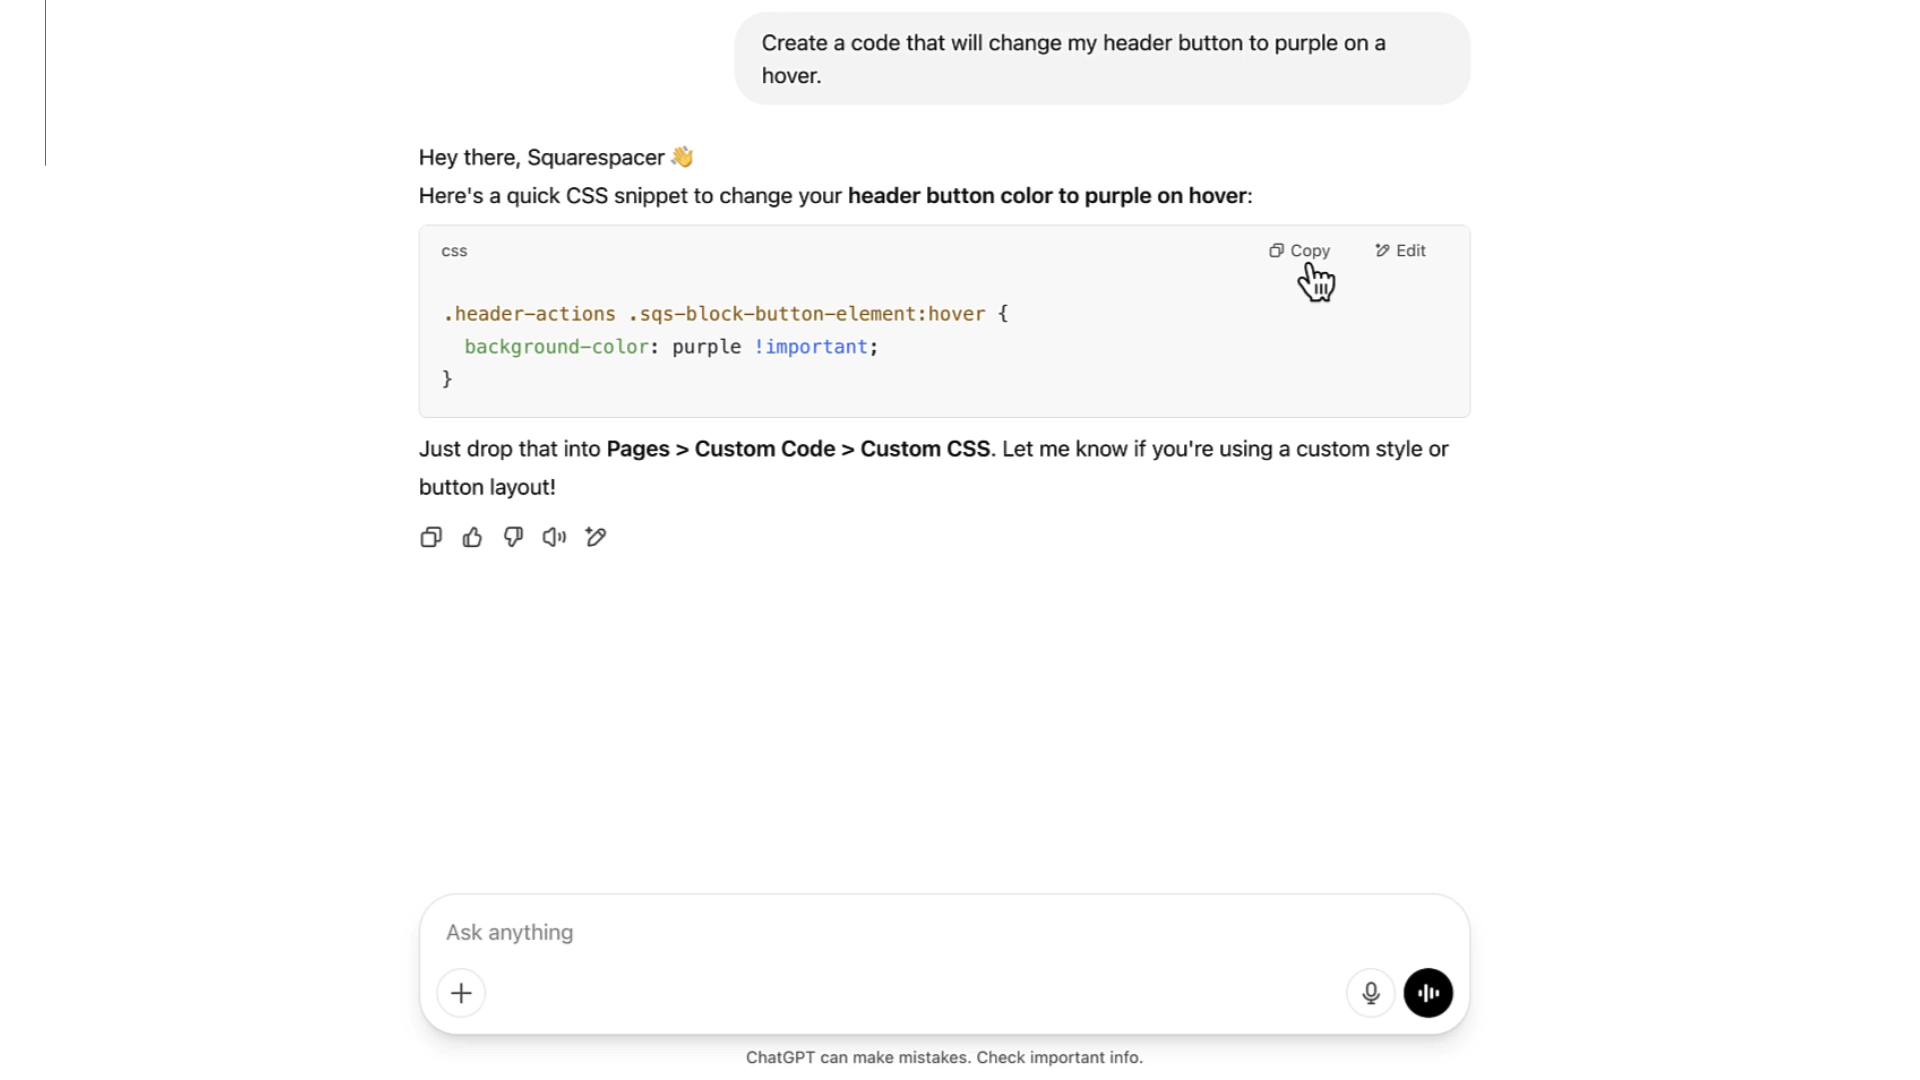 Create a code that will change my header button to purple on a
hover.
Hey there, Squarespacer 👋
Here's a quick CSS snippet to change your header button color to purple on hover:
css
Copy
Edit
.header-actions .sqs-block-button-element:hover {
  background-color: purple !important;
}
Just drop that into Pages > Custom Code > Custom CSS. Let me know if you're using a custom style or
button layout!
Ask anything
ChatGPT can make mistakes. Check important info.